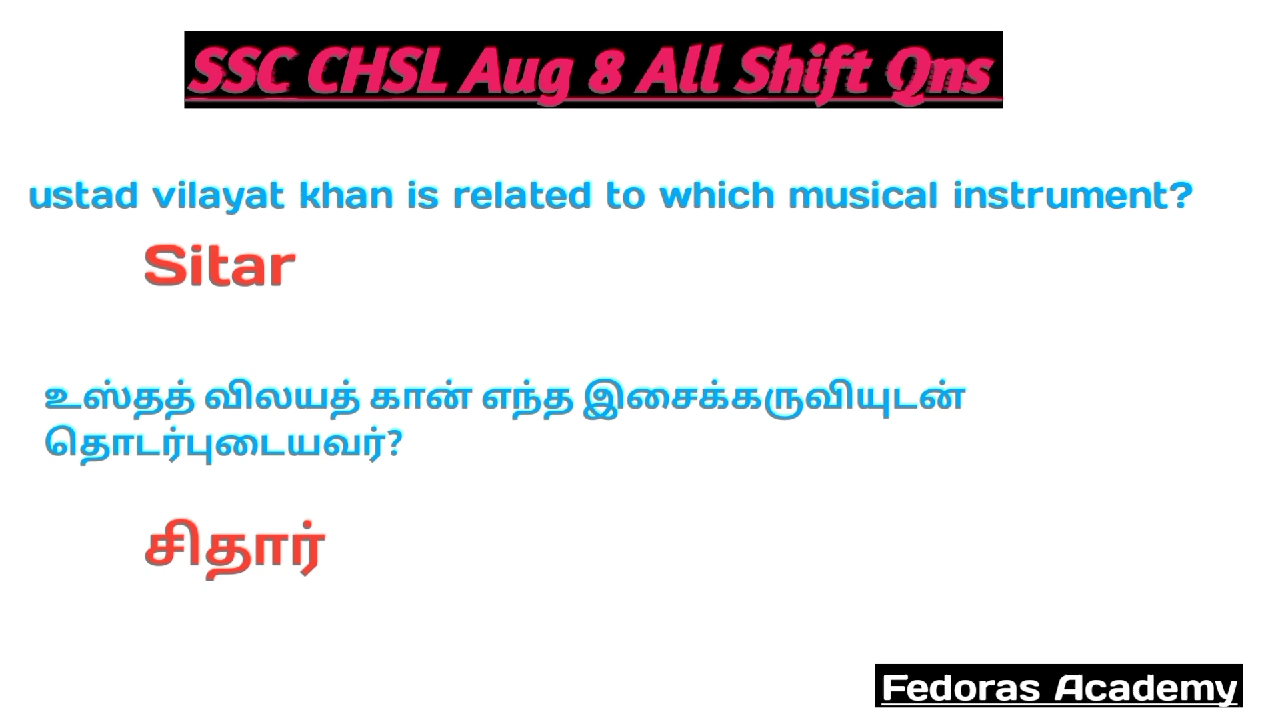 SSC CHSL Aug 8 All Shift Qns
ustad vilayat khan is related to which musical instrument?
Sitar
உஸ்தத் விலயத் கான் எந்த இசைக்கருவியுடன்
தொடர்புடையவர்?
சிதார்
Fedoras Academy